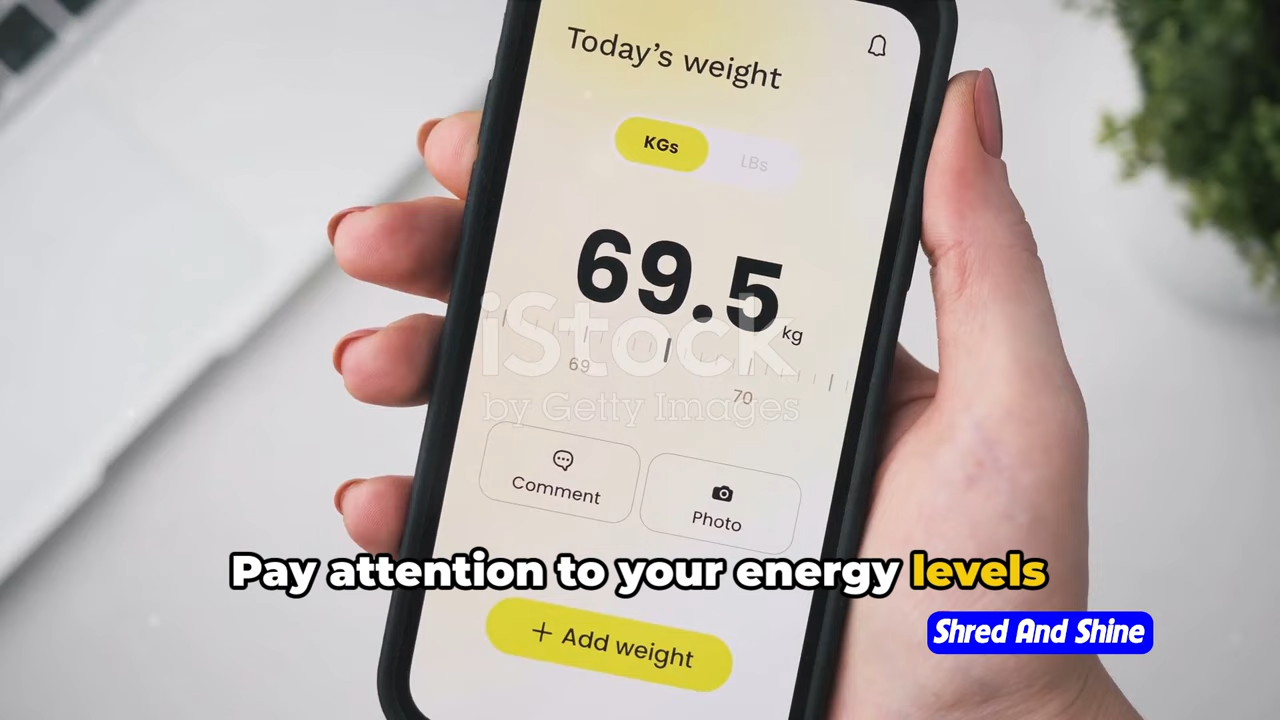 Today's weight
KGs
LBs
69.5 kg
69
70
iStock
by Getty Images
Comment
Photo
Pay attention to your energy levels
Shred And Shine
+ Add weight